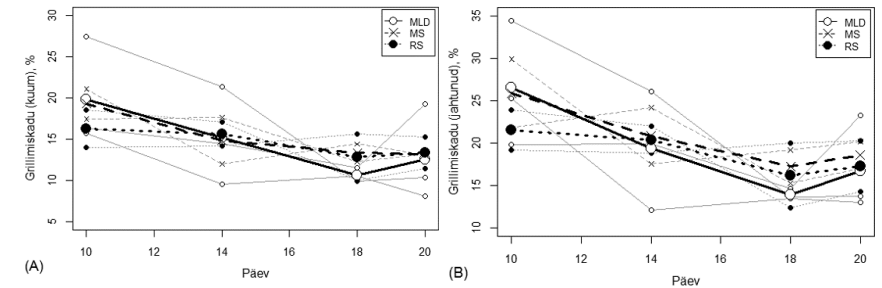 Grillimiskadu (kuum), %
30
25
20
15
10
5
MLD
MS
RS
10 12 14 16 18 20
Päev
(A)
Grillimiskadu (jahtunud), %
35
30
25
20
15
10
MLD
MS
RS
10 12 14 16 18 20
Päev
(B)